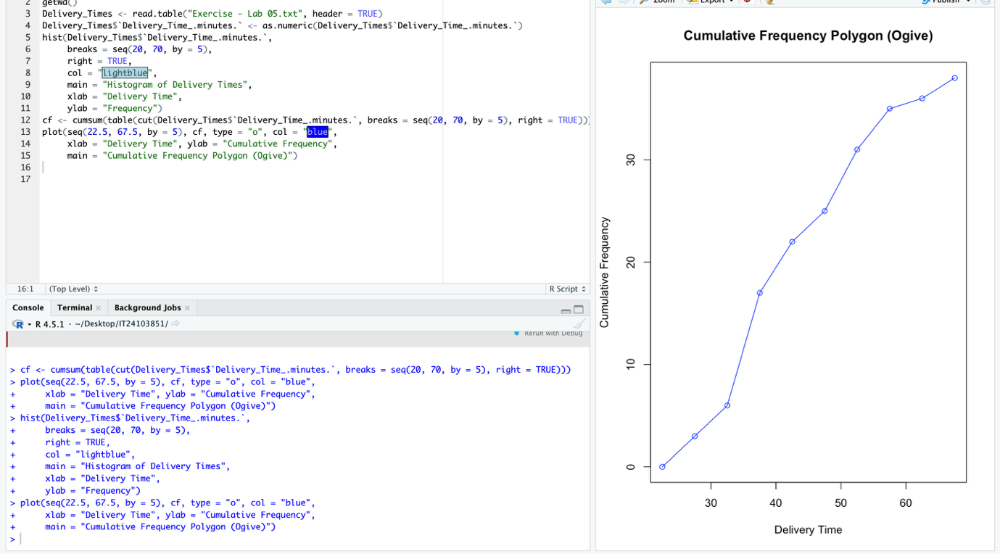 2 getwd()
3 Delivery_Times <- read.table("Exercise - Lab 05.txt", header = TRUE)
4 Delivery_Times$`Delivery_Time_.minutes.` <- as.numeric(Delivery_Times$`Delivery_Time_.minutes.`)
5 hist(Delivery_Times$`Delivery_Time_.minutes.`,
6 breaks = seq(20, 70, by = 5),
7 right = TRUE,
8 col = "lightblue",
9 main = "Histogram of Delivery Times",
10 xlab = "Delivery Time",
11 ylab = "Frequency")
12 cf <- cumsum(table(cut(Delivery_Times$`Delivery_Time_.minutes.`, breaks = seq(20, 70, by = 5), right = TRUE)))
13 plot(seq(22.5, 67.5, by = 5), cf, type = "o", col = "blue",
14 xlab = "Delivery Time", ylab = "Cumulative Frequency",
15 main = "Cumulative Frequency Polygon (Ogive)")
16
17
16:1 (Top Level) R Script
Console Terminal × Background Jobs ×
R R 4.5.1 · ~/Desktop/IT24103851/
Rerun with Debug
> cf <- cumsum(table(cut(Delivery_Times$`Delivery_Time_.minutes.`, breaks = seq(20, 70, by = 5), right = TRUE)))
> plot(seq(22.5, 67.5, by = 5), cf, type = "o", col = "blue",
+ xlab = "Delivery Time", ylab = "Cumulative Frequency",
+ main = "Cumulative Frequency Polygon (Ogive)")
> hist(Delivery_Times$`Delivery_Time_.minutes.`,
+ breaks = seq(20, 70, by = 5),
+ right = TRUE,
+ col = "lightblue",
+ main = "Histogram of Delivery Times",
+ xlab = "Delivery Time",
+ ylab = "Frequency")
> plot(seq(22.5, 67.5, by = 5), cf, type = "o", col = "blue",
+ xlab = "Delivery Time", ylab = "Cumulative Frequency",
+ main = "Cumulative Frequency Polygon (Ogive)")
>
Zoom Export Publish
Cumulative Frequency Polygon (Ogive)
Cumulative Frequency
30
20
10
0
30 40 50 60
Delivery Time